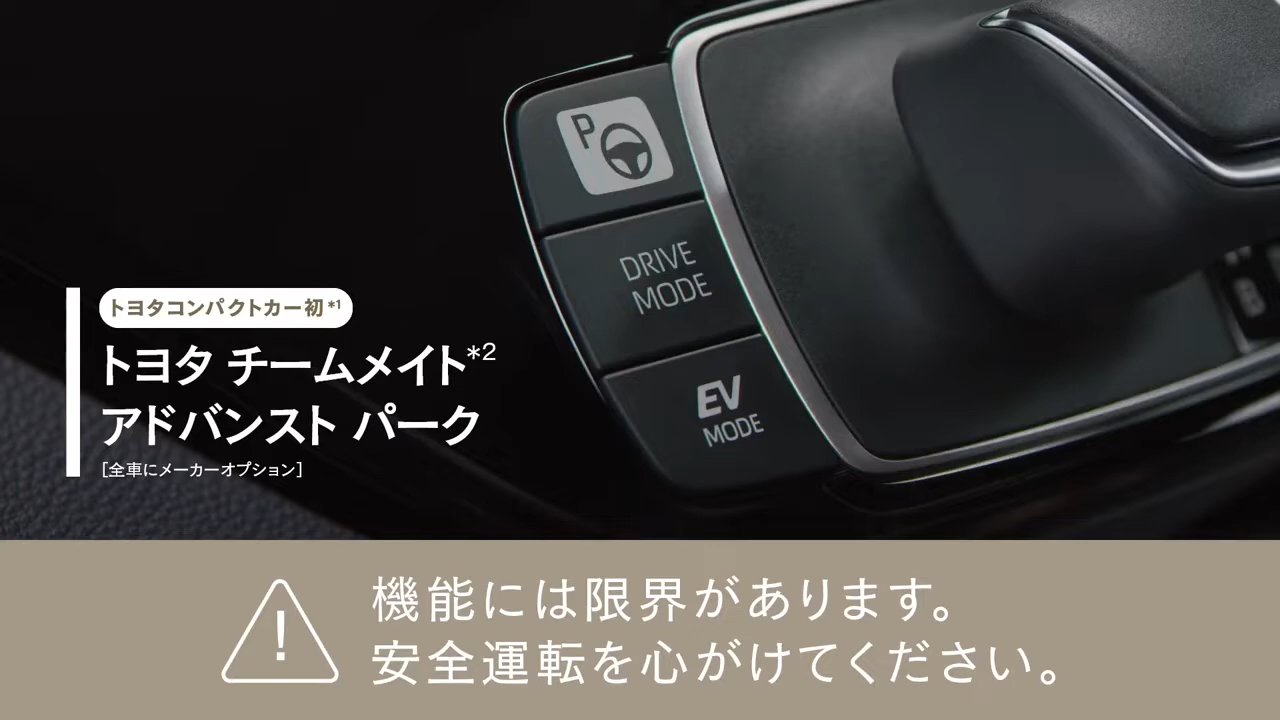 P
DRIVE
MODE
EV
MODE
トヨタコンパクトカー初*1
トヨタ チームメイト*2
アドバンスト パーク
[全車にメーカーオプション]
!
機能には限界があります。
安全運転を心がけてください。